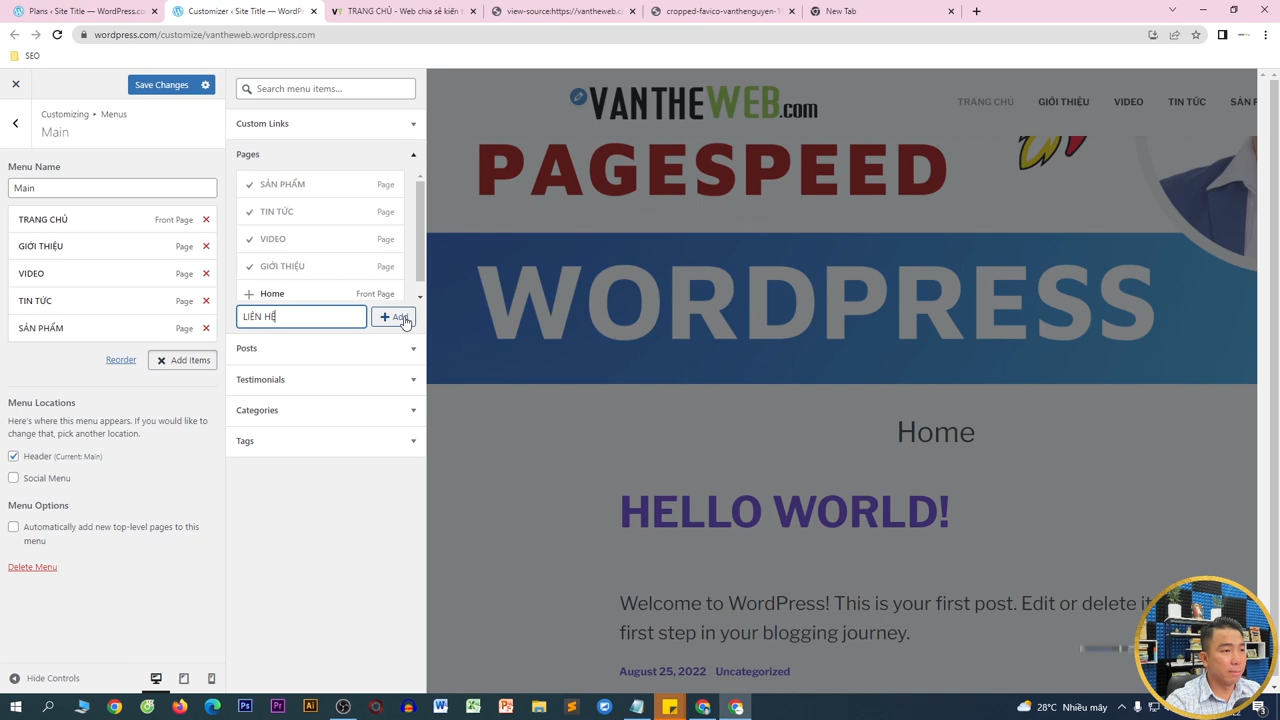 Plans ‹ vantheweb.wordpress.co
Customize: Site Title ‹ Wordpress
TRANG CHỦ - Web chia sẻ kiến t
view-source:https://vantheweb.c
cropped-favico-vanthenguyen-1
New Tab
wordpress.com/customize/vantheweb.wordpress.com
SEO
Save Changes
Customizing • Menus
Main
Menu Name
Main
TRANG CHỦ Front Page
GIỚI THIỆU Page
VIDEO Page
TIN TỨC Page
SẢN PHẨM Page
Reorder
Add Items
Menu Locations
Here's where this menu appears. If you would like to
change that, pick another location.
Header (Current: Main)
Social Menu
Menu Options
Automatically add new top-level pages to this
menu
Delete Menu
Hide Controls
Search menu items...
Custom Links
Pages
SẢN PHẨM Page
TIN TỨC Page
VIDEO Page
GIỚI THIỆU Page
Home Front Page
LIÊN HỆ
Add
Posts
Testimonials
Categories
Tags
VANTHEWEB.com
TRANG CHỦ GIỚI THIỆU VIDEO TIN TỨC SẢN
PAGESPEED
WORDPRESS
Home
HELLO WORLD!
Welcome to WordPress! This is your first post. Edit or delete it
first step in your blogging journey.
August 25, 2022 Uncategorized
28°C Nhiều mây